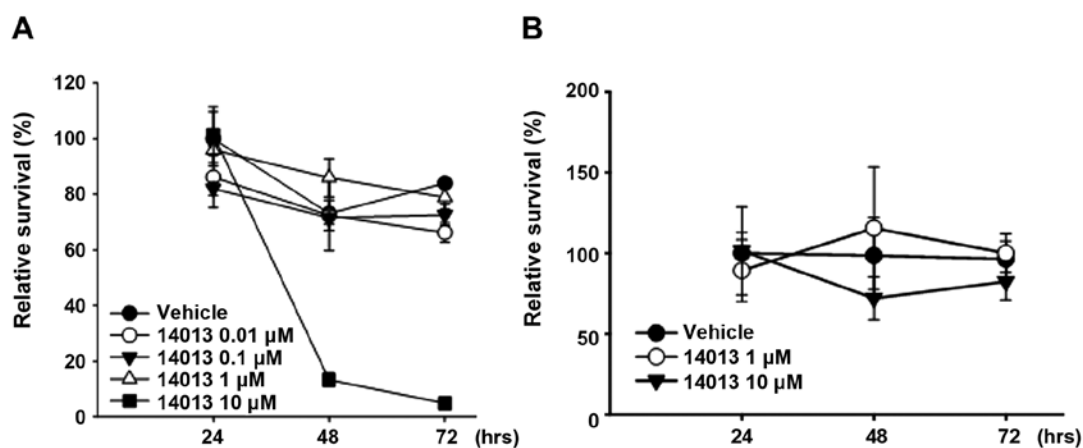 A
Relative survival (%)
120
100
80
60
40
20
0
Vehicle
14013 0.01 µM
14013 0.1 µM
14013 1 µM
14013 10 µM
24 48 72 (hrs)
B
Relative survival (%)
200
150
100
50
0
Vehicle
14013 1 µM
14013 10 µM
24 48 72 (hrs)